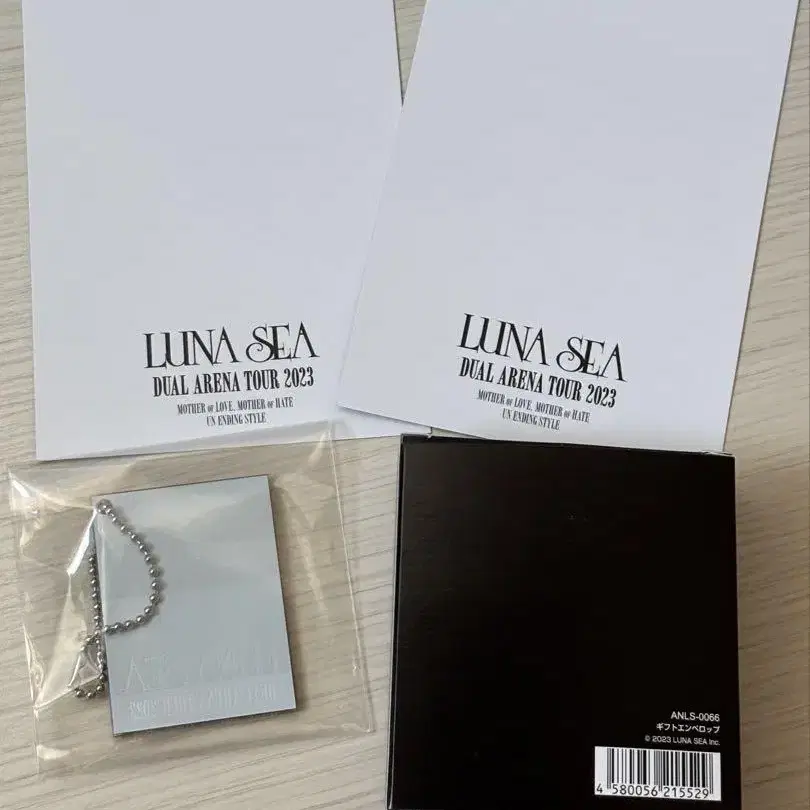 LUNA SEA
DUAL ARENA TOUR 2023
MOTHER OF LOVE, MOTHER OF HATE
UN ENDING STYLE
LUNA SEA
DUAL ARENA TOUR 2023
MOTHER OF LOVE, MOTHER OF HATE
UN ENDING STYLE
ANLS-0066
ギフトエンベロップ
© 2023 LUNA SEA Inc.
4 580056 215529